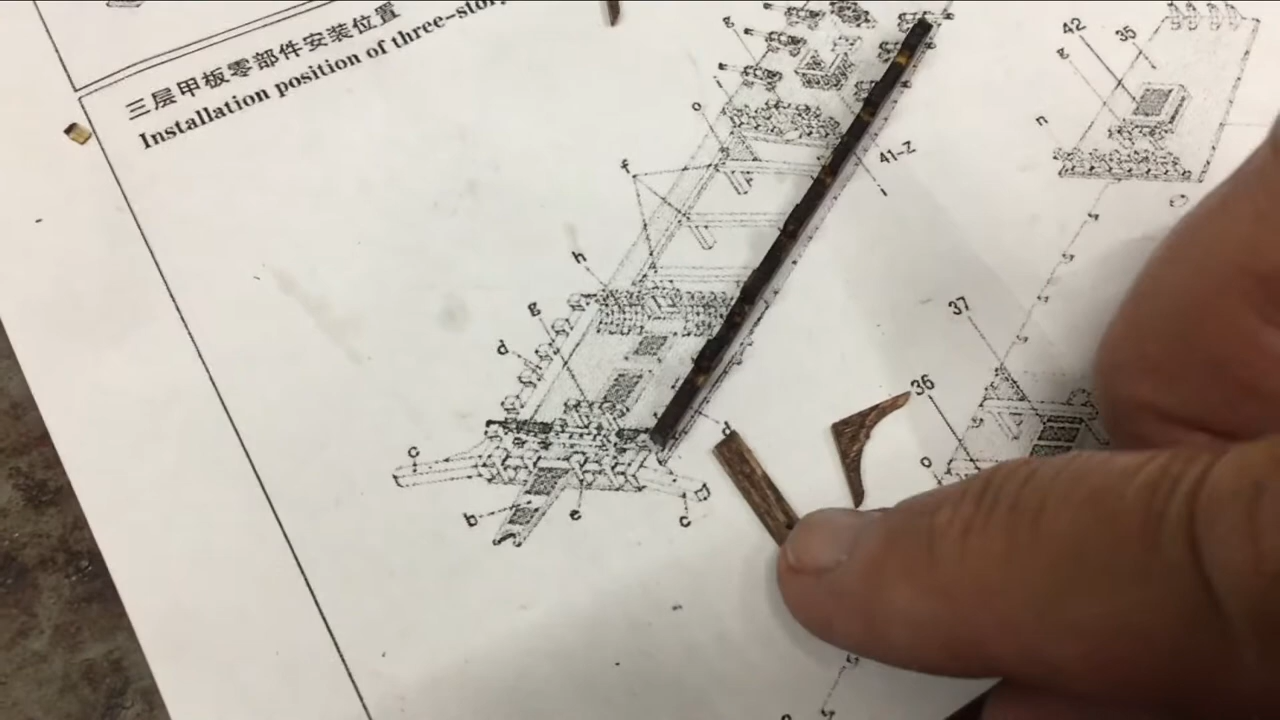 三层甲板零部件安装位置
Installation position of three-story
g
o
f
41-Z
h
g
d
c
b
e
c
d
42
35
g
n
37
36
o